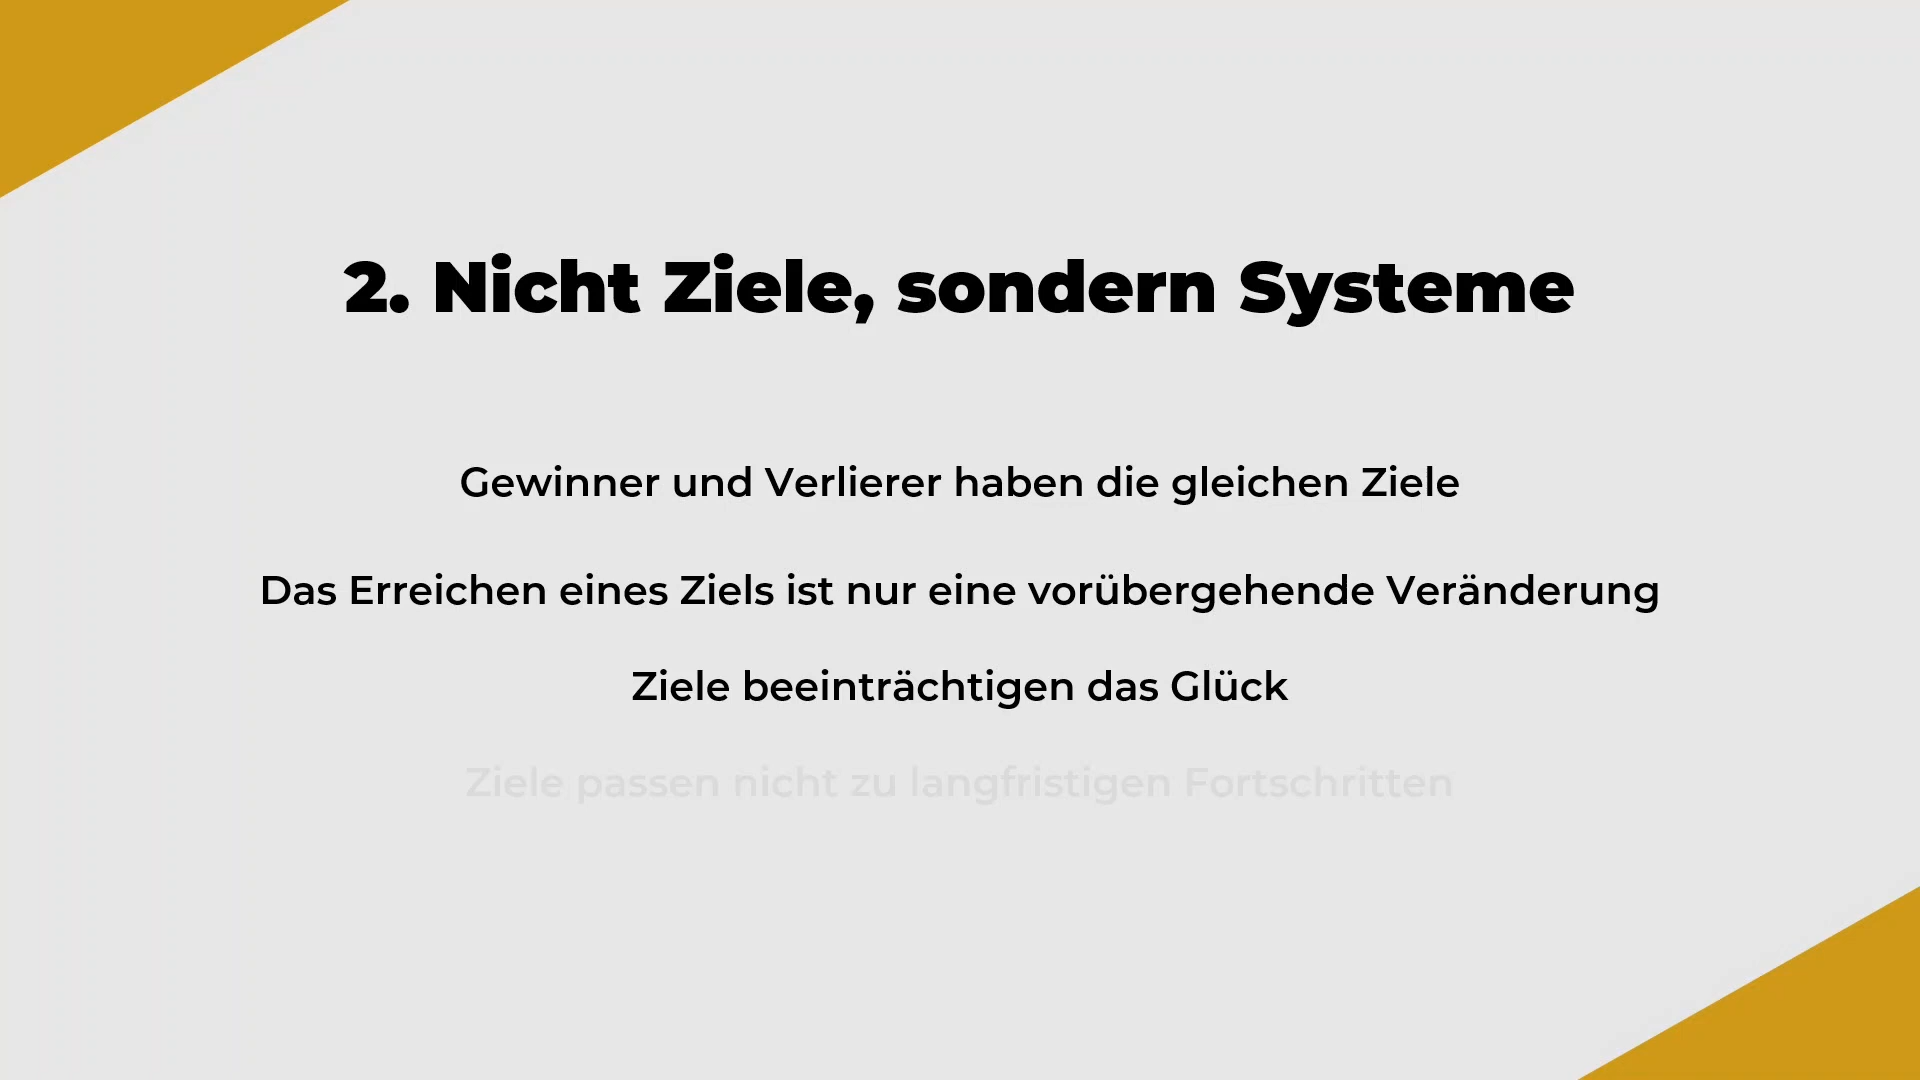 2. Nicht Ziele, sondern Systeme
Gewinner und Verlierer haben die gleichen Ziele
Das Erreichen eines Ziels ist nur eine vorübergehende Veränderung
Ziele beeinträchtigen das Glück
Ziele passen nicht zu langfristigen Fortschritten